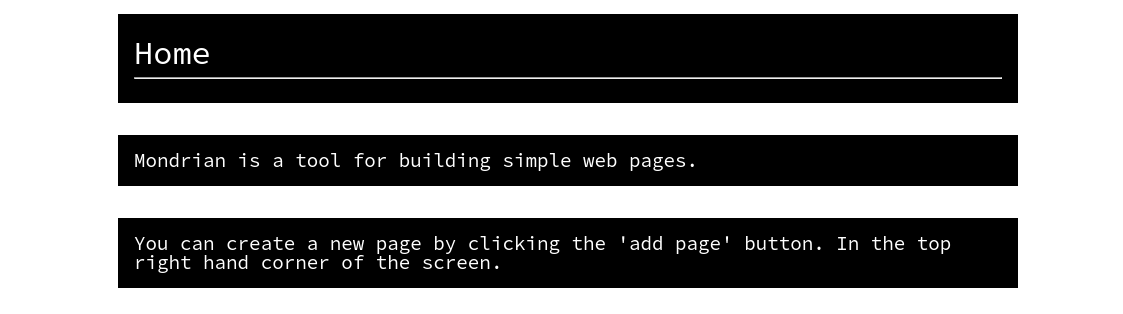 Home
Mondrian is a tool for building simple web pages.
You can create a new page by clicking the 'add page' button. In the top
right hand corner of the screen.